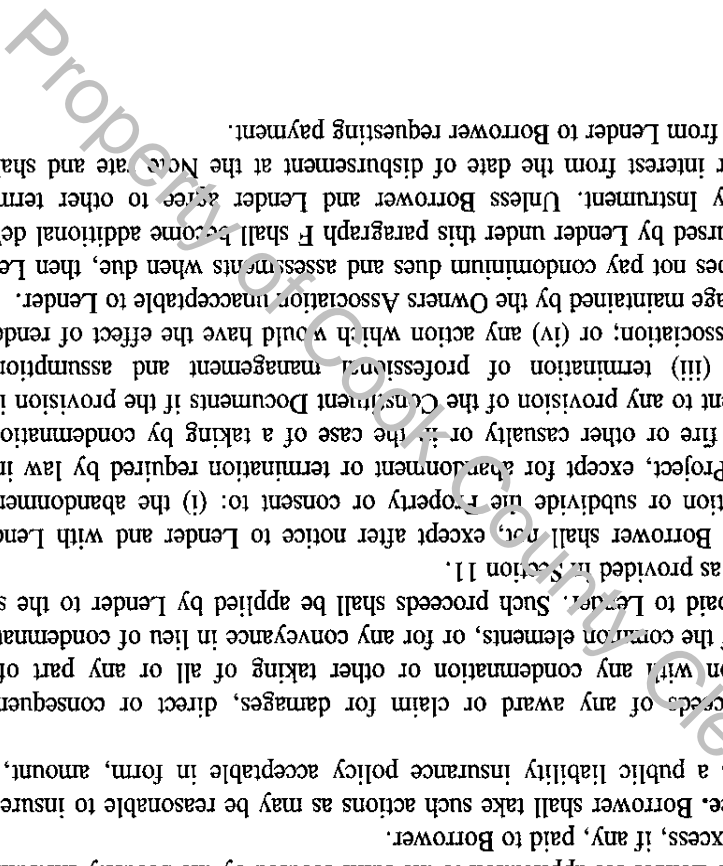 xcess, if any, paid to Borrower.
ce. Borrower shall take such actions as may be reasonable to insure
a public liability insurance policy acceptable in form, amount,
ceeds of any award or claim for damages, direct or consequen
on with any condemnation or other taking of all or any part of
f the common elements, or for any conveyance in lieu of condemnat
paid to Lender. Such proceeds shall be applied by Lender to the s
as provided in Section 11.
Borrower shall not, except after notice to Lender and with Lend
tion or subdivide the Property or consent to: (i) the abandonmen
Project, except for abandonment or termination required by law in
fire or other casualty or in the case of a taking by condemnatio
ent to any provision of the Constituent Documents if the provision i
(iii) termination of professional management and assumption
ssociation; or (iv) any action which would have the effect of rende
age maintained by the Owners Association unacceptable to Lender.
oes not pay condominium dues and assessments when due, then Le
ursed by Lender under this paragraph F shall become additional de
y Instrument. Unless Borrower and Lender agree to other term
r interest from the date of disbursement at the Note rate and sha
from Lender to Borrower requesting payment.
Property of Cook County Cle